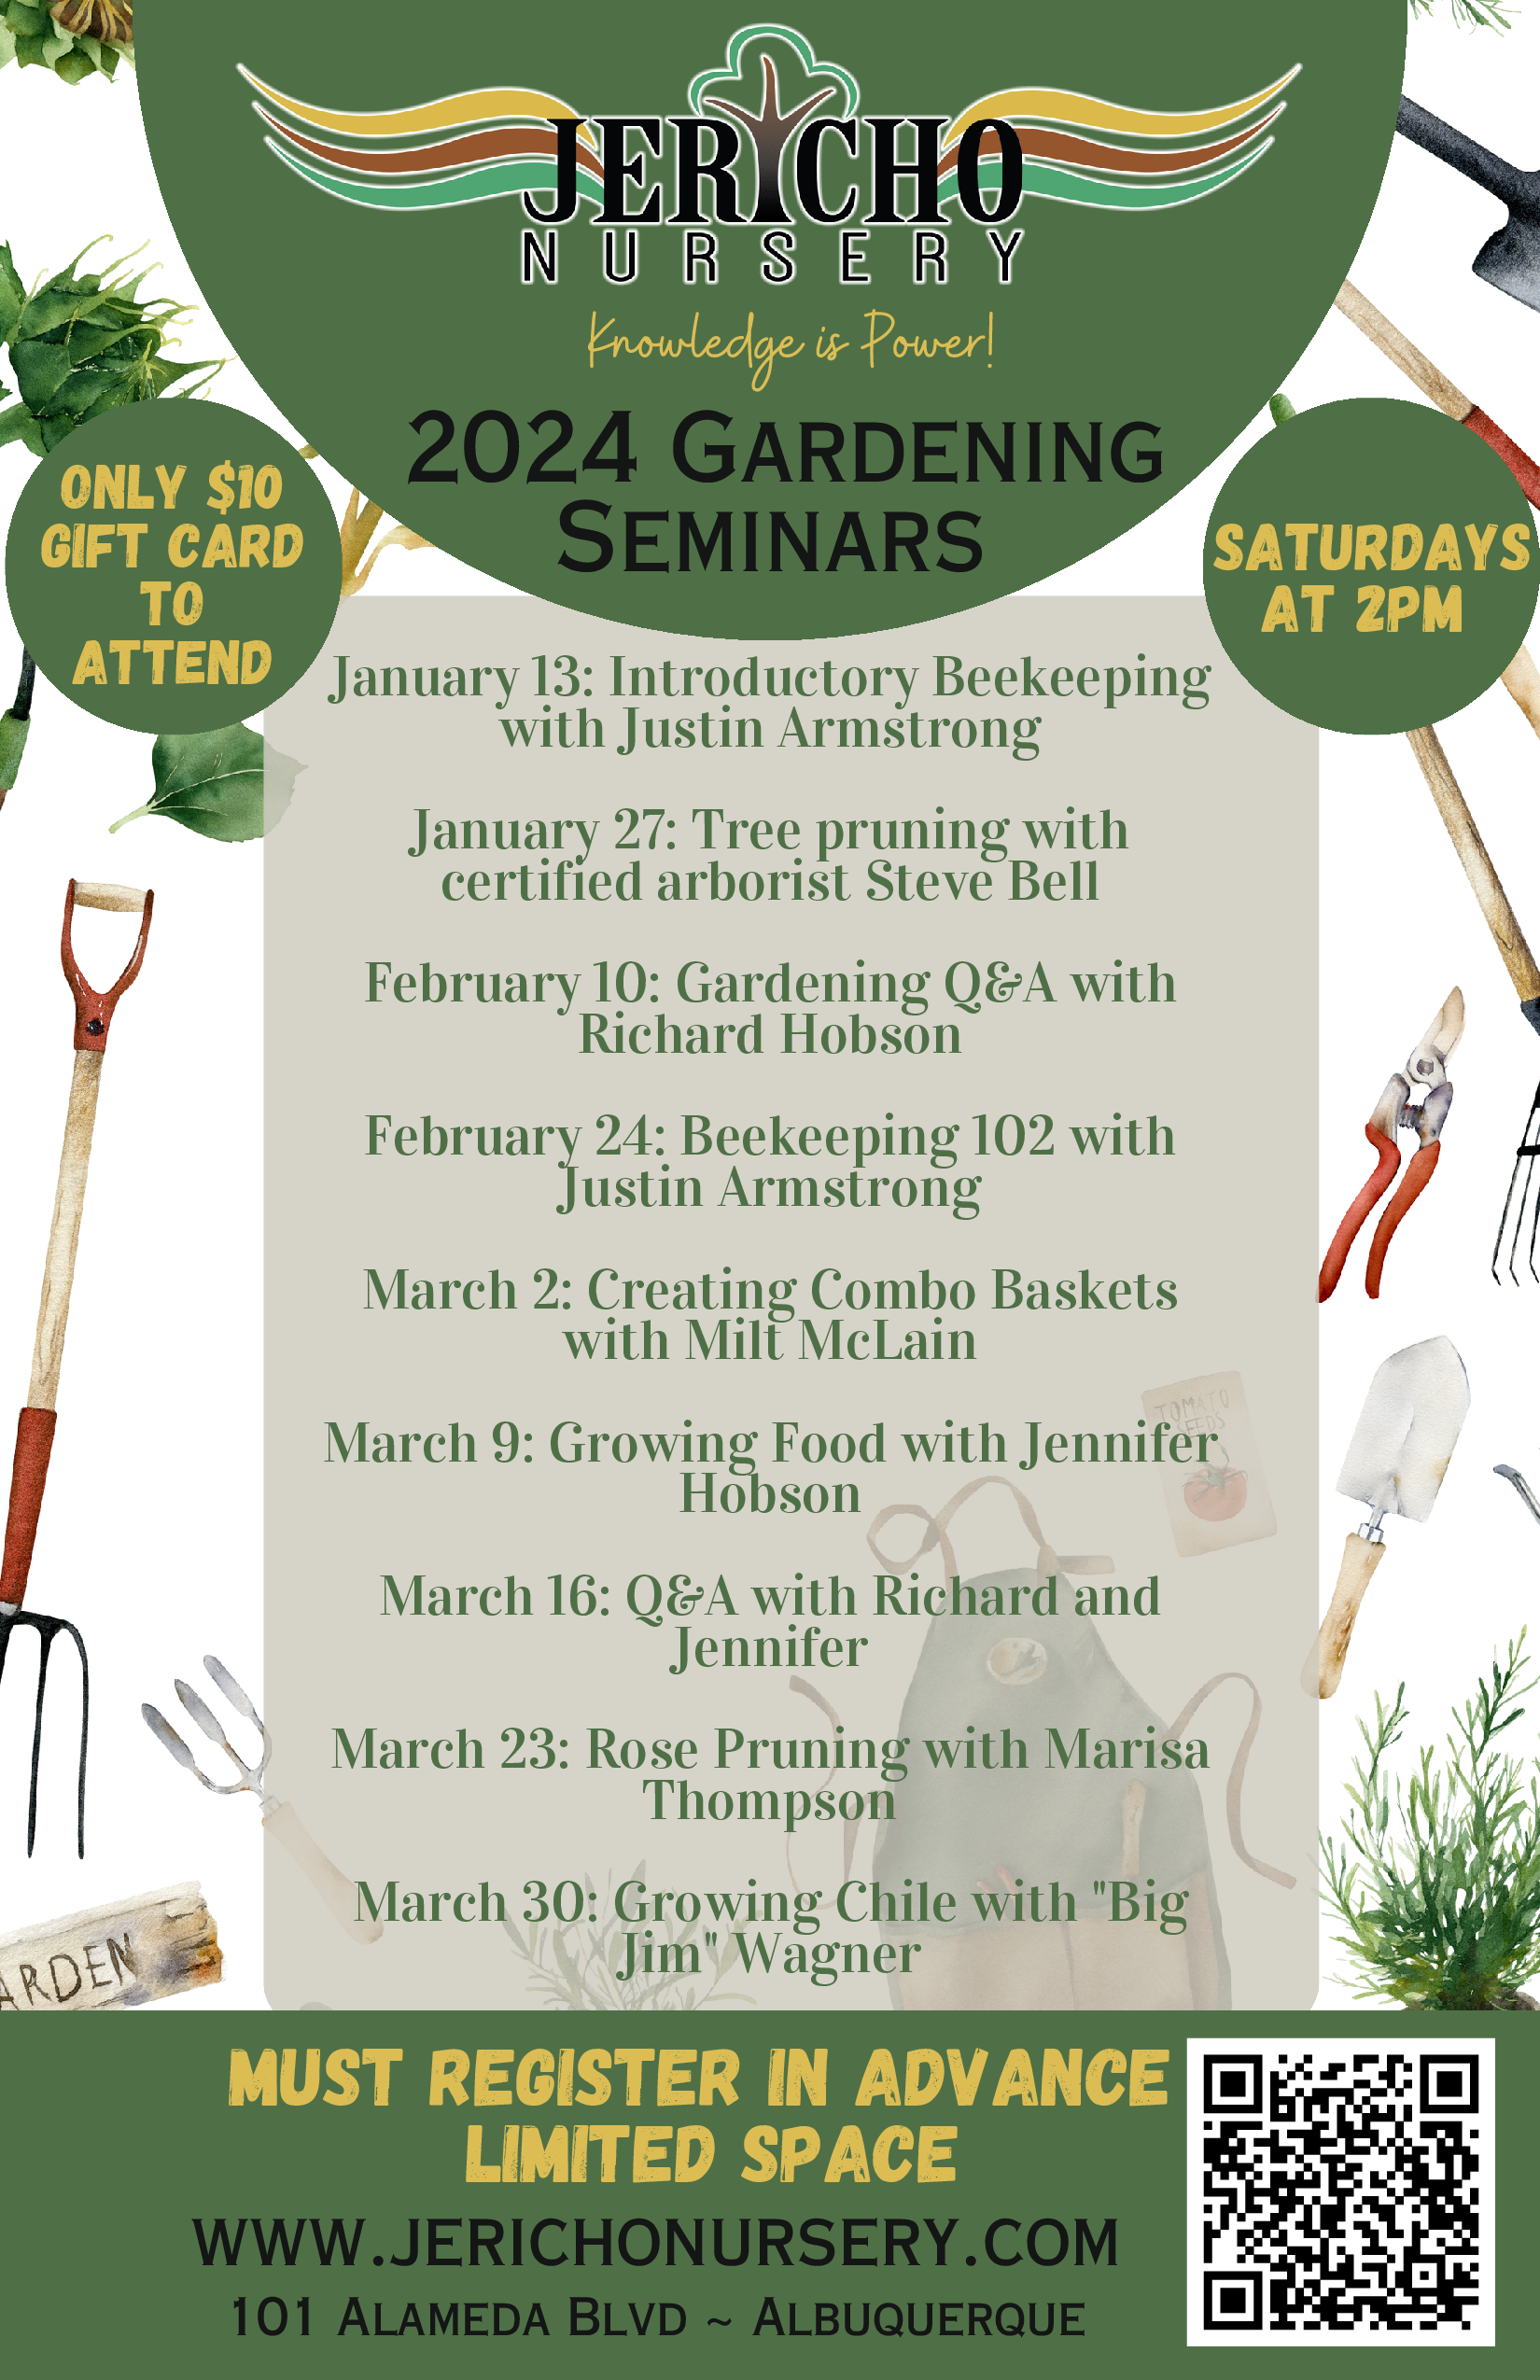 JERICHO
NURSERY
Knowledge is Power!
2024 Gardening
Seminars
ONLY $10
GIFT CARD
TO
ATTEND
SATURDAYS
AT 2PM
January 13: Introductory Beekeeping
with Justin Armstrong
January 27: Tree pruning with
certified arborist Steve Bell
February 10: Gardening Q&A with
Richard Hobson
February 24: Beekeeping 102 with
Justin Armstrong
March 2: Creating Combo Baskets
with Milt McLain
March 9: Growing Food with Jennifer
Hobson
TOMATO
SEEDS
March 16: Q&A with Richard and
Jennifer
March 23: Rose Pruning with Marisa
Thompson
March 30: Growing Chile with "Big
Jim" Wagner
ARDEN
MUST REGISTER IN ADVANCE
LIMITED SPACE
WWW.JERICHONURSERY.COM
101 Alameda Blvd ~ Albuquerque